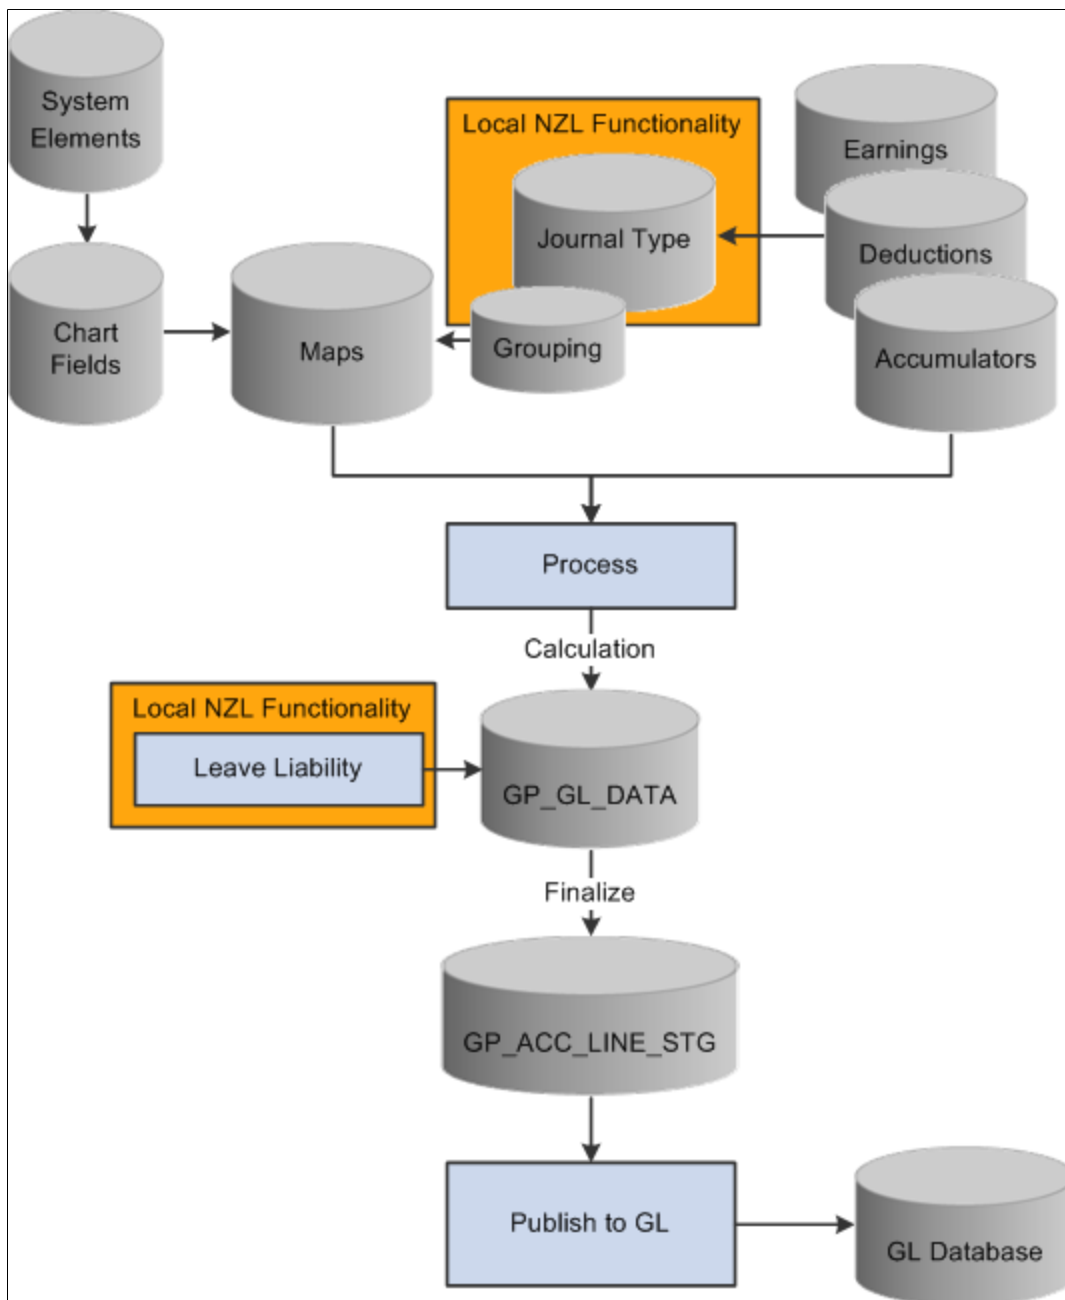 System
Elements
Local NZL Functionality
Earnings
Journal Type
Deductions
Chart
Fields
Maps
Grouping
Accumulators
Process
Calculation
Local NZL Functionality
Leave Liability
GP_GL_DATA
Finalize
GP_ACC_LINE_STG
Publish to GL
GL Database